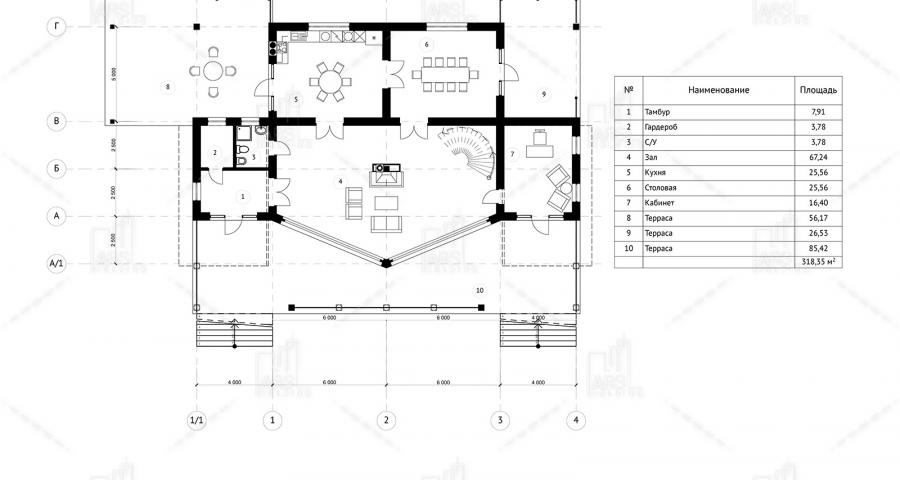 ARS
HOLDING
Г
5 000
8
5
6
9
В
2 500
2
3
Б
4
7
2 500
1
А
2 500
А/1
10
6 000
6 000
4 000
4 000
6 000
6 000
4 000
1/1
1
2
3
4
№ Наименование Площадь
1 Тамбур 7,91
2 Гардероб 3,78
3 С/У 3,78
4 Зал 67,24
5 Кухня 25,56
6 Столовая 25,56
7 Кабинет 16,40
8 Терраса 56,17
9 Терраса 26,53
10 Терраса 85,42
318,35 м²